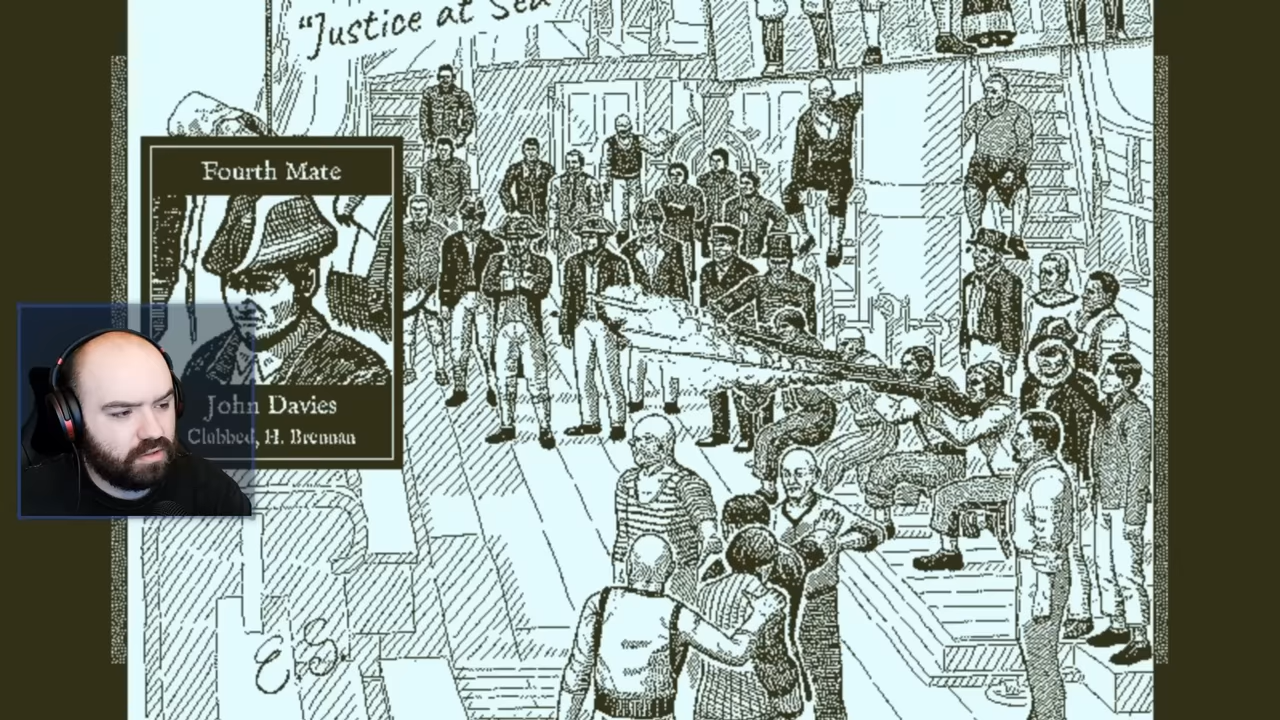 "Justice at Sea"
Fourth Mate
John Davies
Clubbed, H. Brennan
E.S.